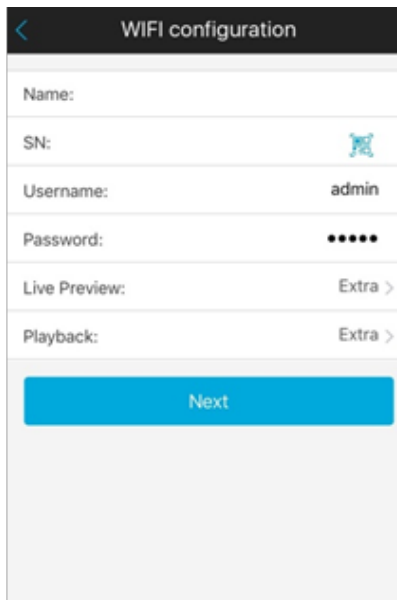 WIFI configuration
Name:
SN:
Username: admin
Password: •••••
Live Preview: Extra >
Playback: Extra >
Next